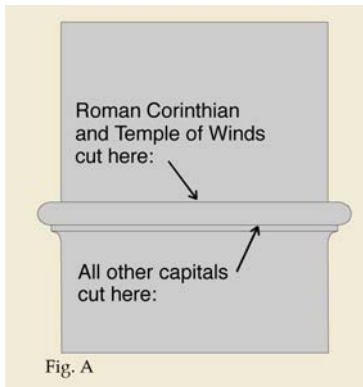 Roman Corinthian
and Temple of Winds
cut here:
All other capitals
cut here:
Fig. A